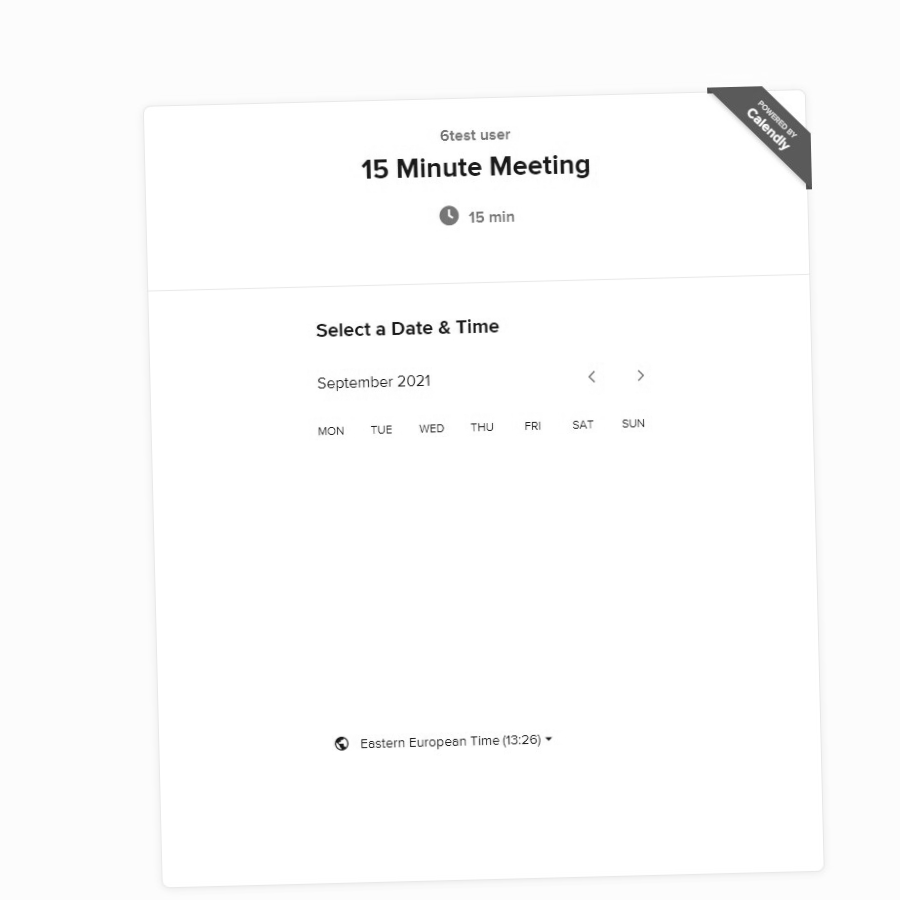 POWERED BY
Calendly
6test user
15 Minute Meeting
15 min
Select a Date & Time
September 2021
MON TUE WED THU FRI SAT SUN
Eastern European Time (13:26)